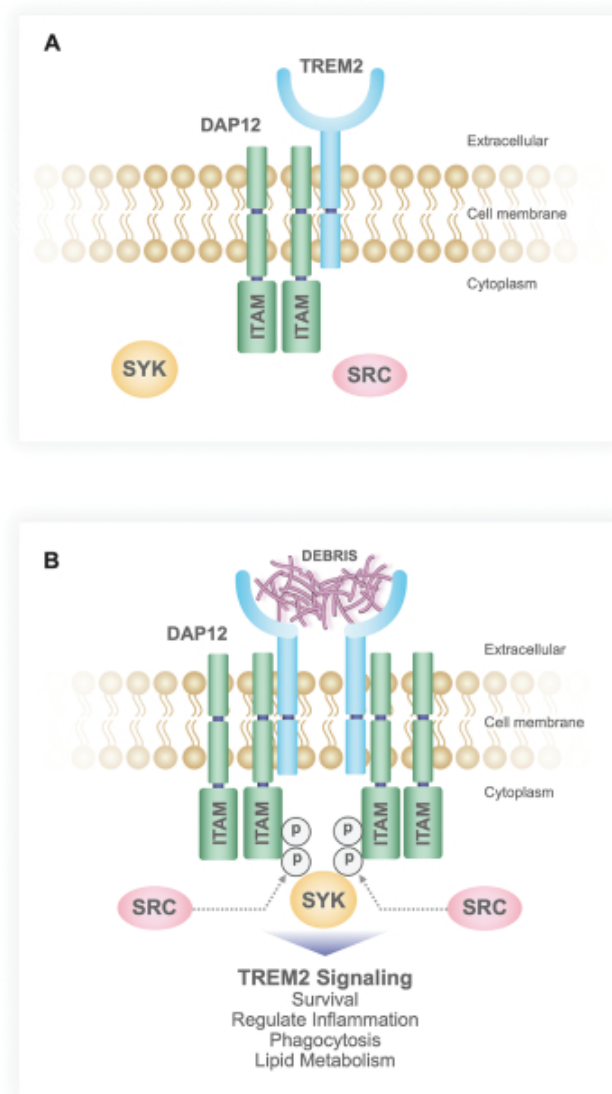 A
TREM2
DAP12
Extracellular
Cell membrane
Cytoplasm
ITAM
ITAM
SYK
SRC
B
DEBRIS
DAP12
Extracellular
Cell membrane
Cytoplasm
ITAM
ITAM
ITAM
ITAM
P
P
P
P
SRC
SYK
SRC
TREM2 Signaling
Survival
Regulate Inflammation
Phagocytosis
Lipid Metabolism